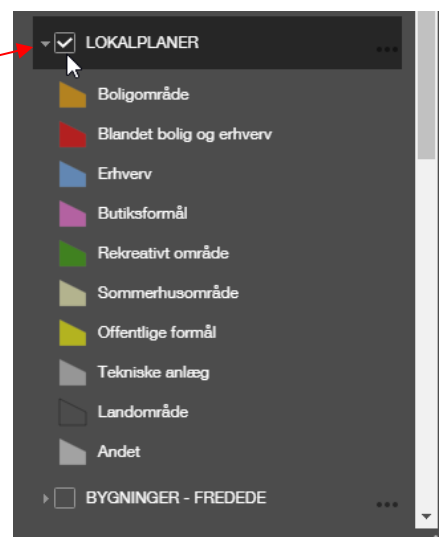 LOKALPLANER
Boligområde
Blandet bolig og erhverv
Erhverv
Butiksformål
Rekreativt område
Sommerhusområde
Offentlige formål
Tekniske anlæg
Landområde
Andet
BYGNINGER - FREDEDE